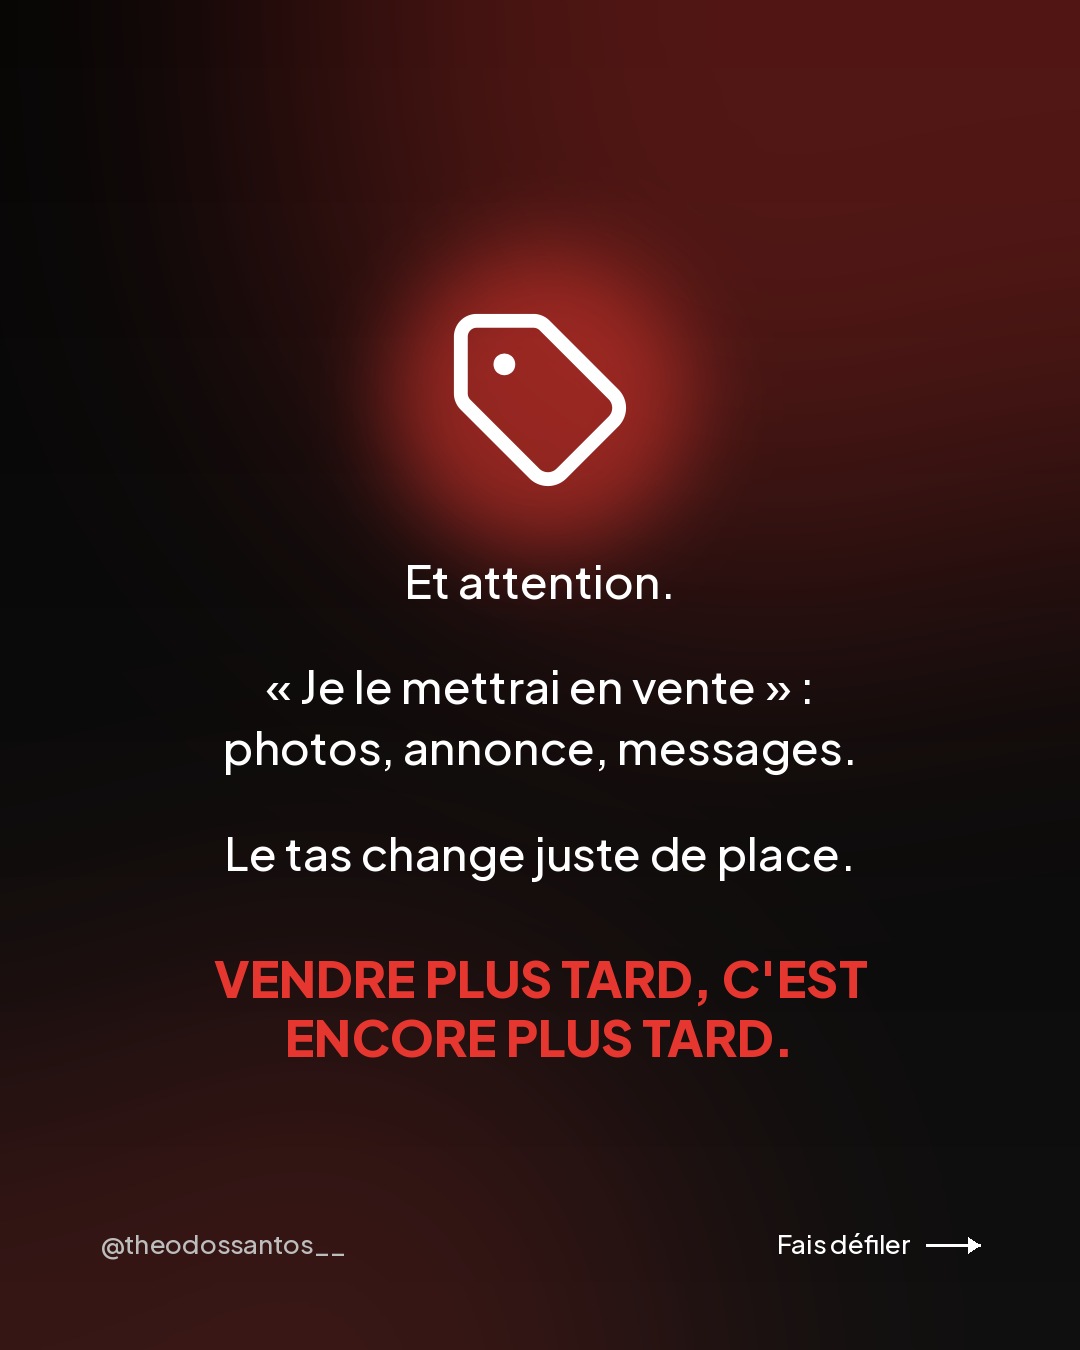 Et attention.
« Je le mettrai en vente » :
photos, annonce, messages.
Le tas change juste de place.
VENDRE PLUS TARD, C'EST
ENCORE PLUS TARD.
@theodossantos__
Fais défiler